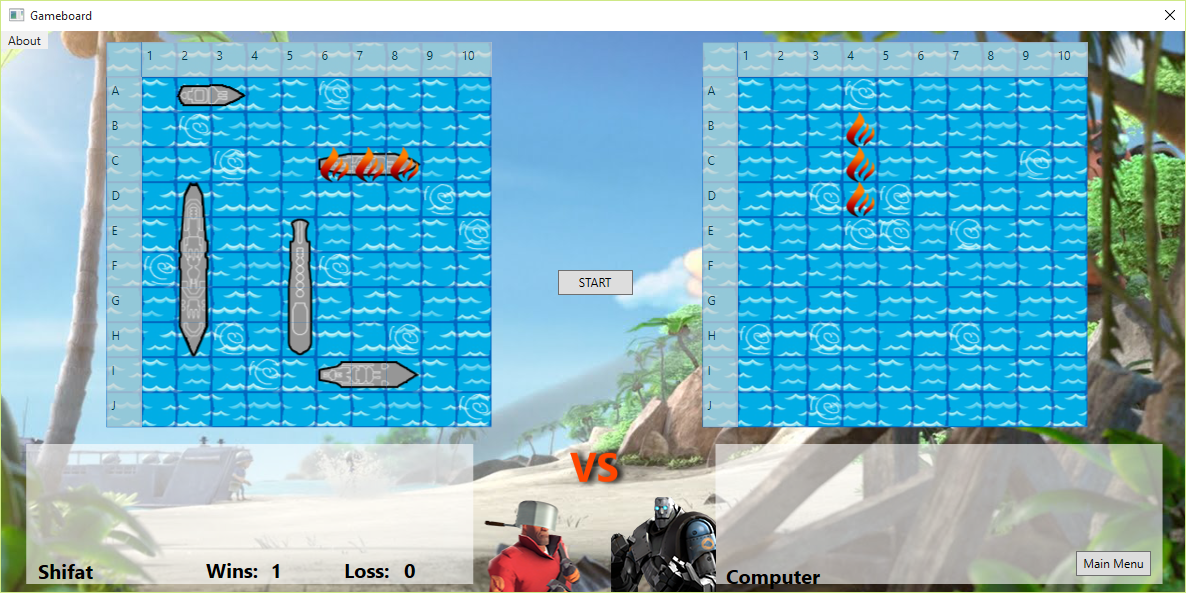 Gameboard
About
1 2 3 4 5 6 7 8 9 10
A
B
C
D
E
F
G
H
I
J
1 2 3 4 5 6 7 8 9 10
A
B
C
D
E
F
G
H
I
J
START
VS
Shifat Wins: 1 Loss: 0
Computer
Main Menu